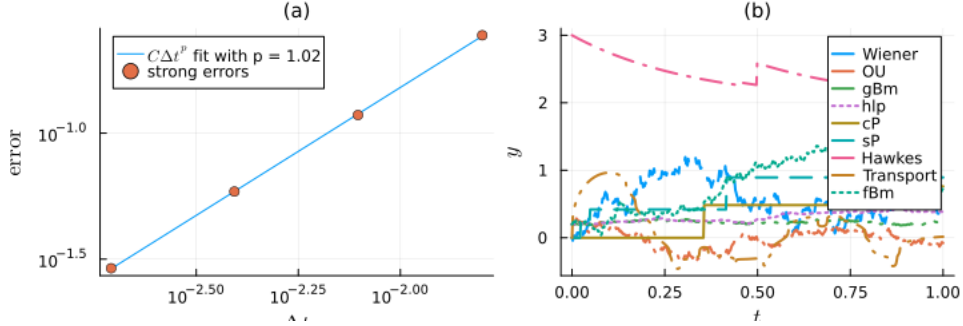 (a)
CΔt^p fit with p = 1.02
strong errors
error
10^-1.0
10^-1.5
10^-2.50
10^-2.25
10^-2.00
(b)
y
3
2
1
0
Wiener
OU
gBm
hlp
cP
sP
Hawkes
Transport
fBm
0.00
0.25
0.50
0.75
1.00
t